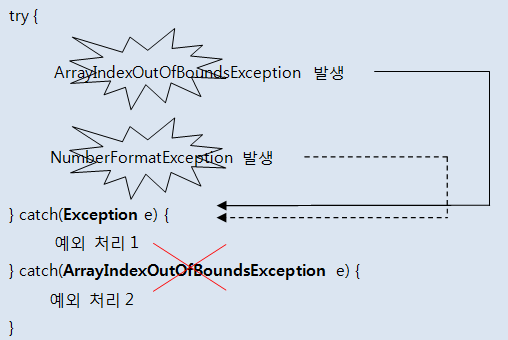 try {
ArrayIndexOutOfBoundsException 발생
NumberFormatException 발생
} catch(Exception e) {
예외 처리 1
} catch(ArrayIndexOutOfBoundsException e) {
예외 처리 2
}